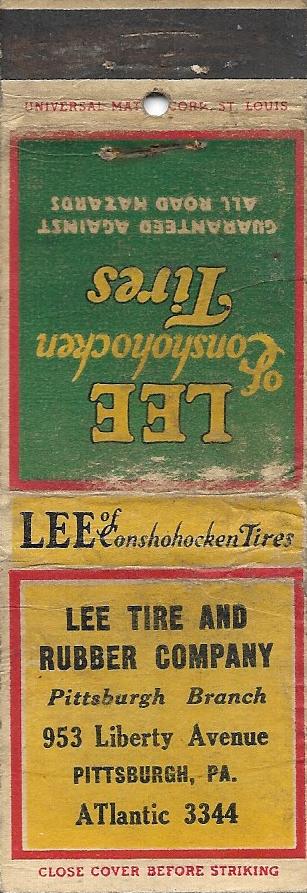 UNIVERSAL MATCH CORP. ST. LOUIS
LEE
of Conshohocken
Tires
GUARANTEED AGAINST
ALL ROAD HAZARDS
LEE of Conshohocken Tires
LEE TIRE AND
RUBBER COMPANY
Pittsburgh Branch
953 Liberty Avenue
PITTSBURGH, PA.
ATlantic 3344
CLOSE COVER BEFORE STRIKING